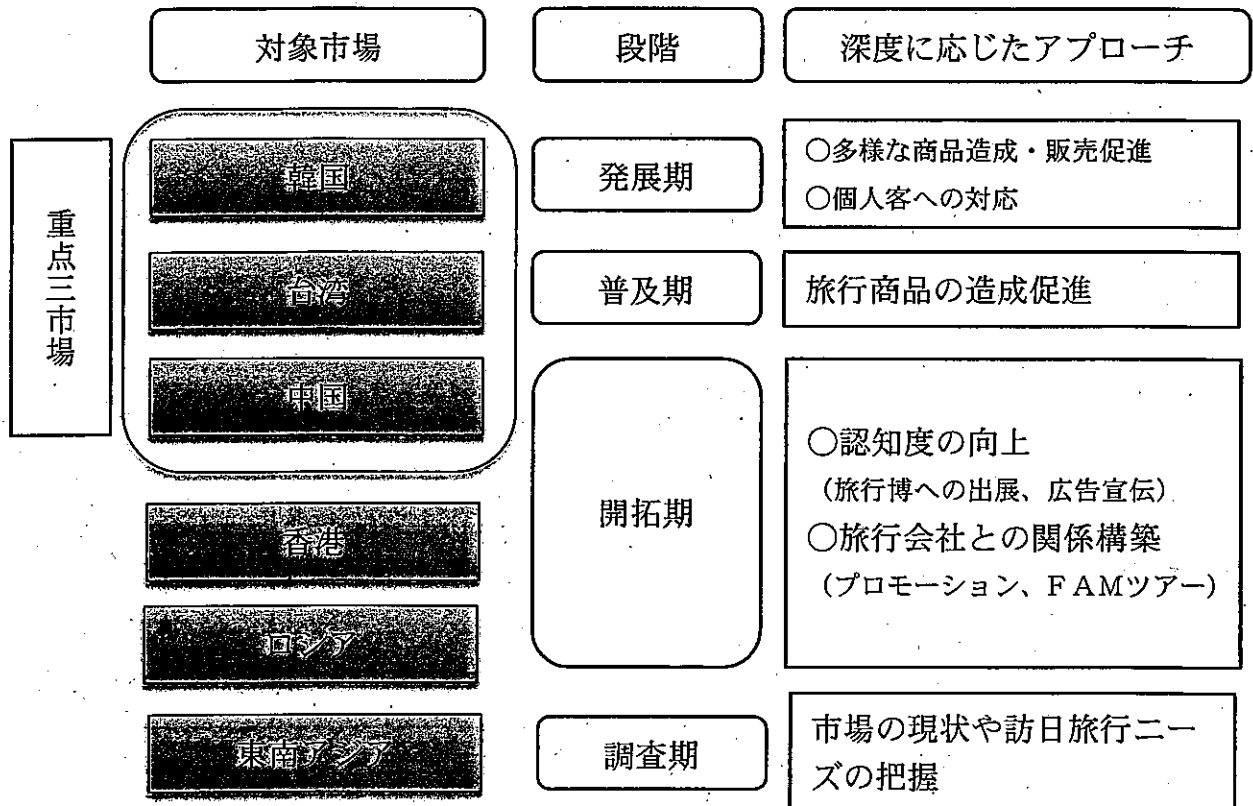 対象市場
段階
深度に応じたアプローチ
重点三市場
韓国
発展期
○多様な商品造成・販売促進
○個人客への対応
台湾
普及期
旅行商品の造成促進
中国
香港
ロシア
開拓期
○認知度の向上
(旅行博への出展、広告宣伝)
○旅行会社との関係構築
(プロモーション、FAMツアー)
東南アジア
調査期
市場の現状や訪日旅行ニー
ズの把握